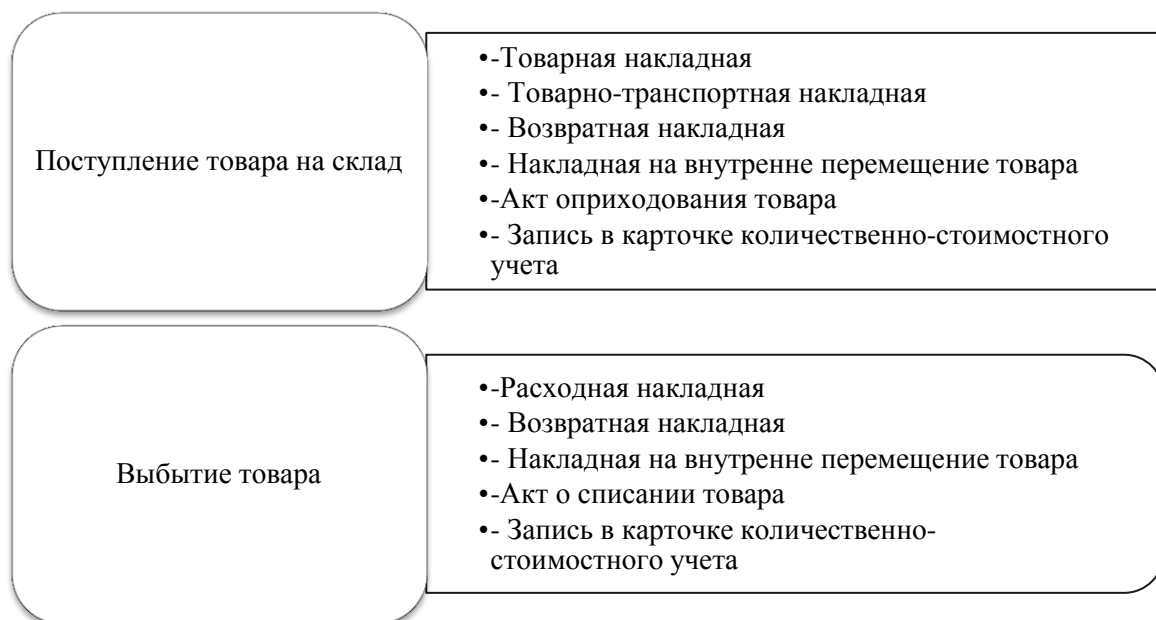 Поступление товара на склад
•-Товарная накладная
•- Товарно-транспортная накладная
•- Возвратная накладная
•- Накладная на внутренне перемещение товара
•-Акт оприходования товара
•- Запись в карточке количественно-стоимостного
учета
Выбытие товара
•-Расходная накладная
•- Возвратная накладная
•- Накладная на внутренне перемещение товара
•-Акт о списании товара
•- Запись в карточке количественно-
стоимостного учета